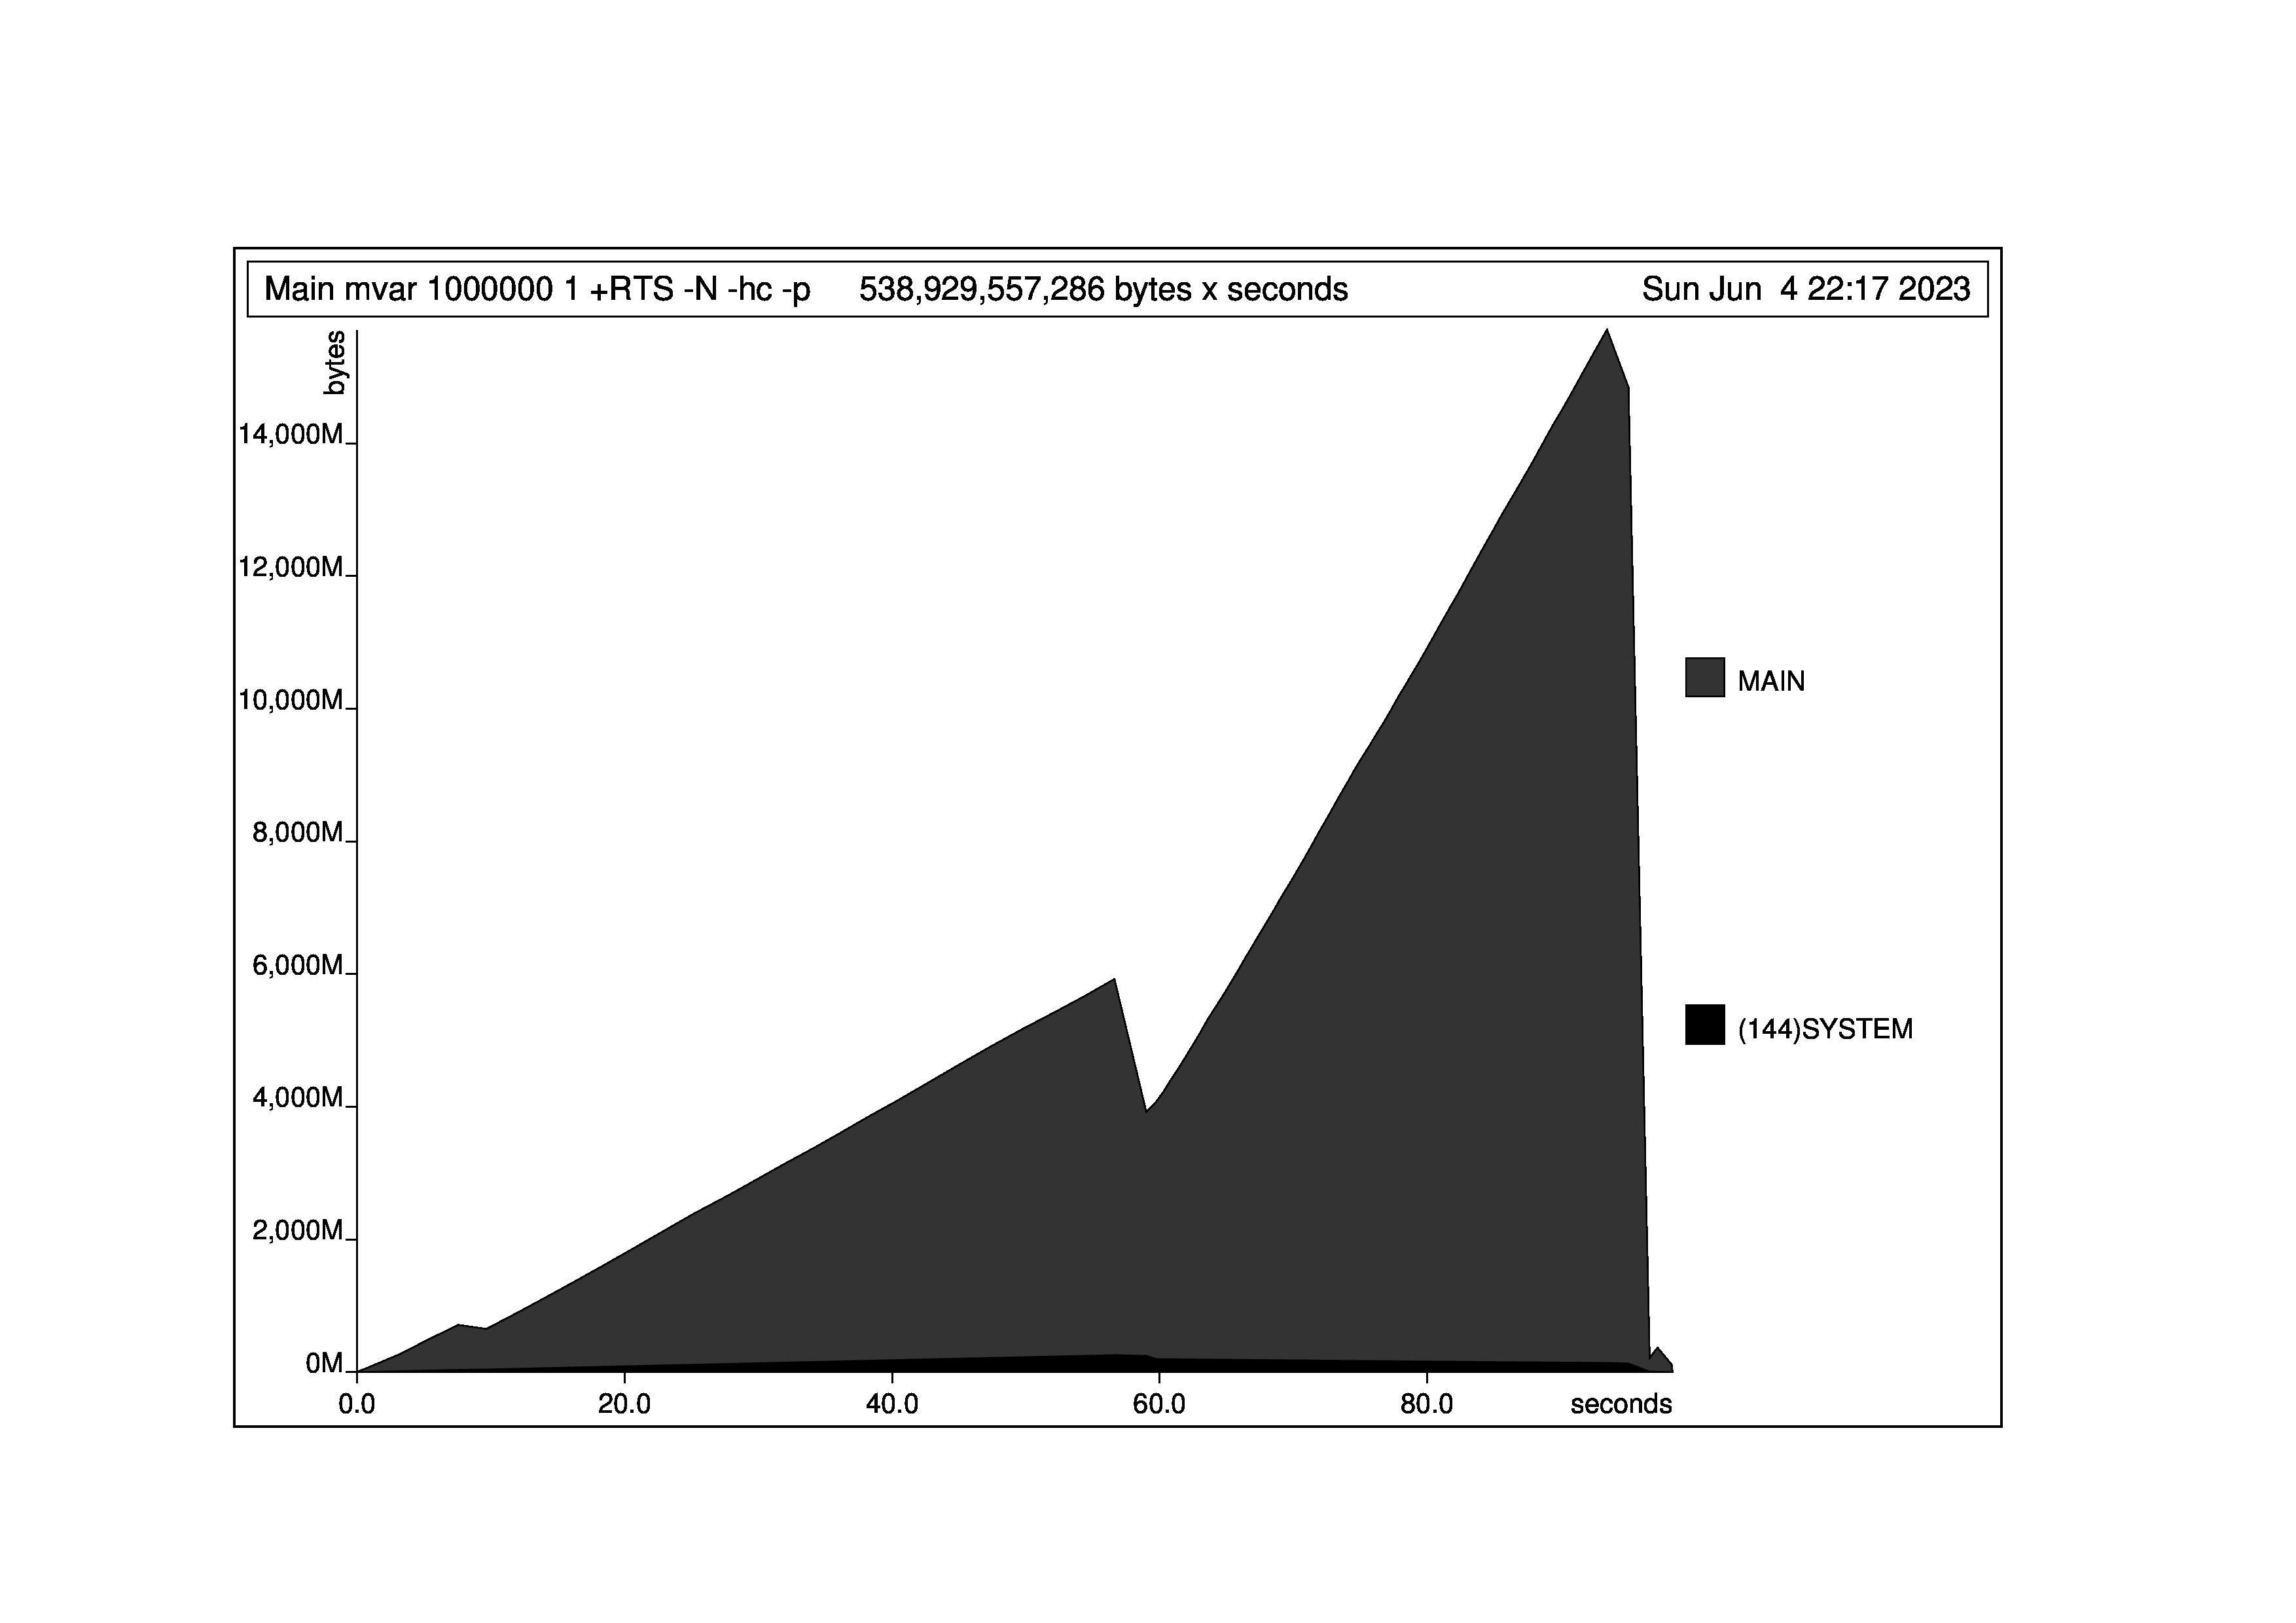 Main mvar 1000000 1 +RTS -N -hc -p 538,929,557,286 bytes x seconds Sun Jun 4 22:17 2023
bytes
14,000M
12,000M
10,000M
8,000M
6,000M
4,000M
2,000M
0M
0.0 20.0 40.0 60.0 80.0 seconds
MAIN
(144)SYSTEM